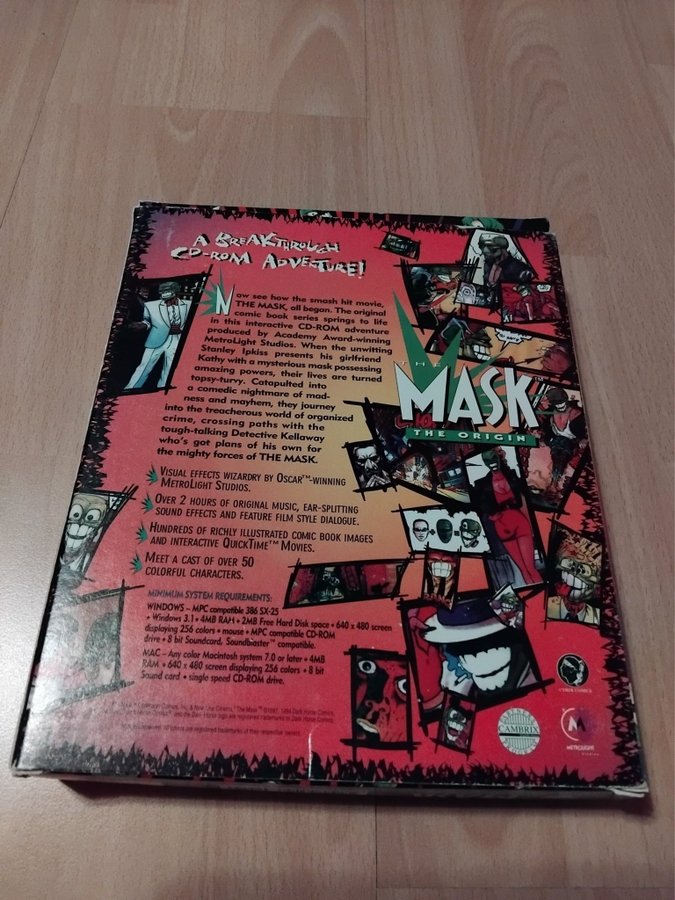 A BREAKTHROUGH
CD-ROM ADVENTURE!
Now see how the smash hit movie,
THE MASK, all began. The original
comic book series springs to life
in this interactive CD-ROM adventure
produced by Academy Award-winning
MetroLight Studios. When the unwitting
Stanley Ipkiss presents his girlfriend
Kathy with a mysterious mask possessing
amazing powers, their lives are turned
topsy-turvy. Catapulted into
a comedic nightmare of mad-
ness and mayhem, they journey
into the treacherous world of organized
crime, crossing paths with the
tough-talking Detective Kellaway
who's got plans of his own for
the mighty forces of THE MASK.
VISUAL EFFECTS WIZARDRY BY OSCAR™-WINNING
METROLIGHT STUDIOS.
OVER 2 HOURS OF ORIGINAL MUSIC, EAR-SPLITTING
SOUND EFFECTS AND FEATURE FILM STYLE DIALOGUE.
HUNDREDS OF RICHLY ILLUSTRATED COMIC BOOK IMAGES
AND INTERACTIVE QUICKTIME™ MOVIES.
MEET A CAST OF OVER 50
COLORFUL CHARACTERS.
MINIMUM SYSTEM REQUIREMENTS:
WINDOWS – MPC compatible 386 SX-25
• Windows 3.1 • 4MB RAM • 2MB Free Hard Disk space • 640 x 480 screen
displaying 256 colors • mouse • MPC compatible CD-ROM
drive • 8 bit Soundcard, Soundblaster™ compatible.
MAC – Any color Macintosh system 7.0 or later • 4MB
RAM • 640 x 480 screen displaying 256 colors • 8 bit
Sound card • single speed CD-ROM drive.
THE
MASK™
THE ORIGIN
CAMBRIX
METROLIGHT